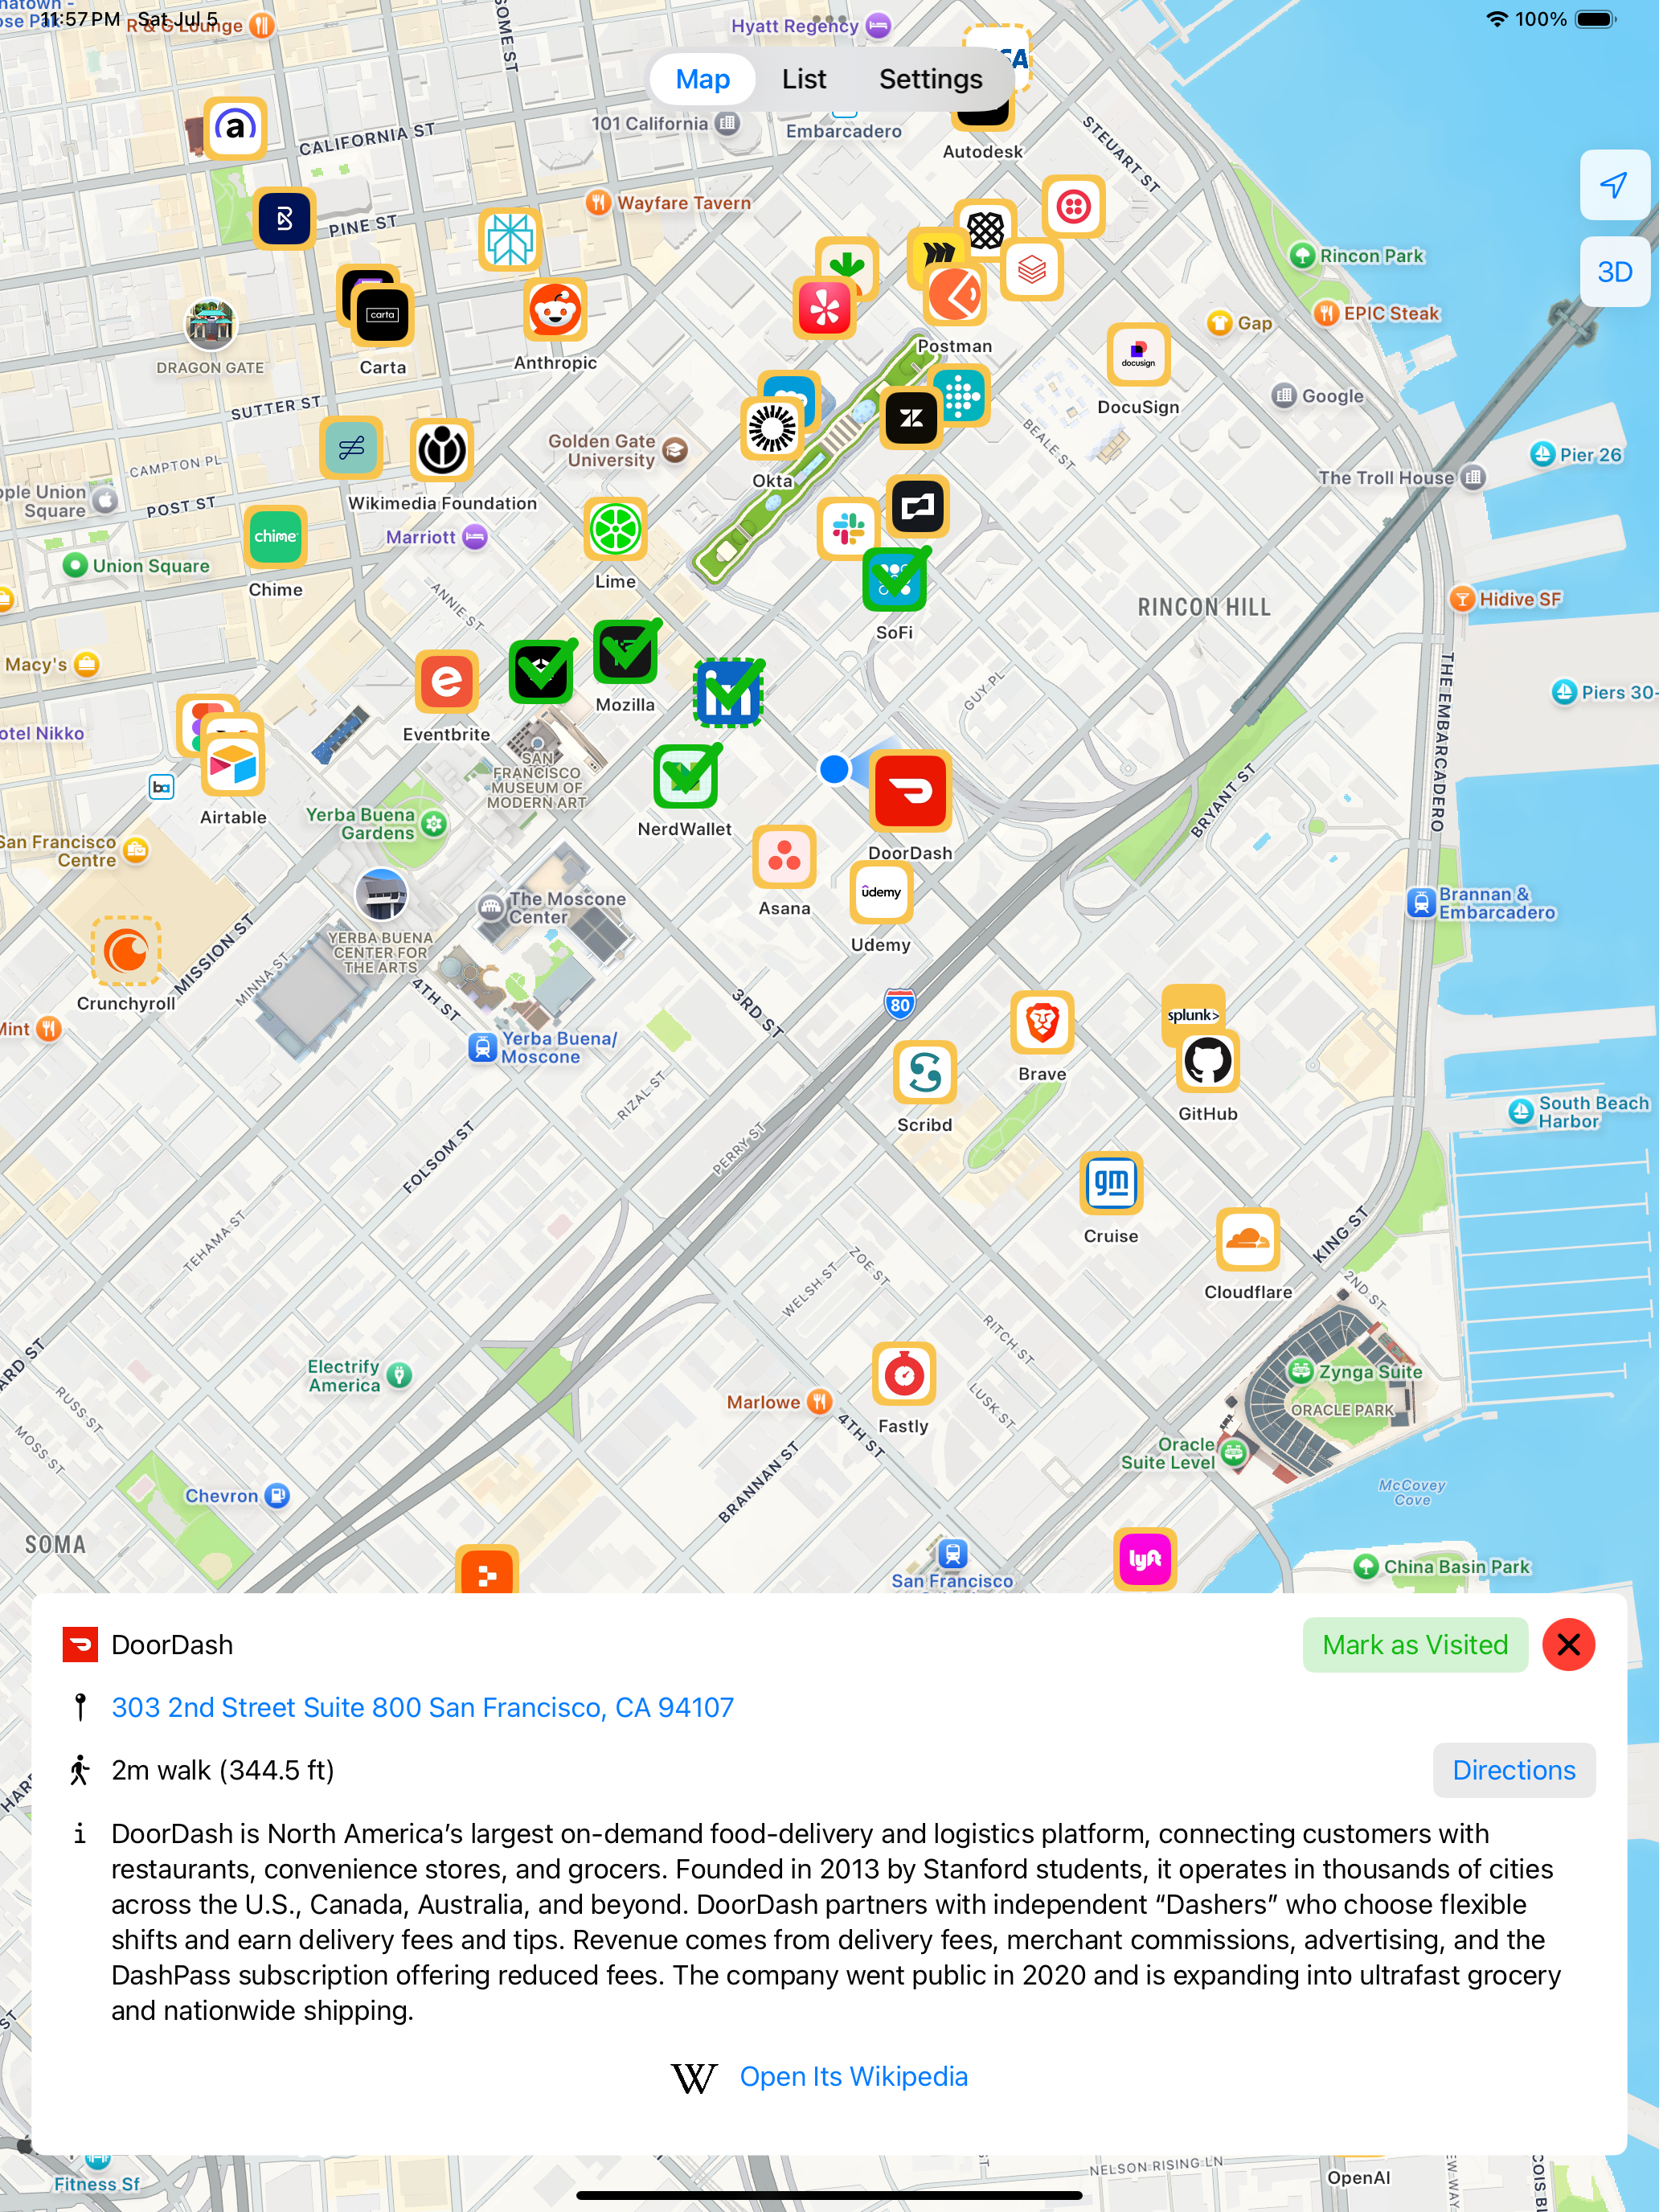 11:57 PM Sat Jul 5
100%
R & G Lounge
Hyatt Regency
Map
List
Settings
101 California
Embarcadero
Autodesk
CALIFORNIA ST
STEUART ST
PINE ST
Wayfare Tavern
3D
Rincon Park
EPIC Steak
Gap
carta
Carta
DRAGON GATE
Anthropic
Postman
docusign
DocuSign
Google
SUTTER ST
Golden Gate
University
BEALE ST
CAMPTON PL
POST ST
Union
Square
Okta
Pier 26
The Troll House
Wikimedia Foundation
Marriott
chime
Chime
Union Square
Lime
ANNIE ST
SoFi
RINCON HILL
Hidive SF
THE EMBARCADERO
Macy's
Mozilla
GUY PL
Piers 30-
Eventbrite
Nikko
SAN
FRANCISCO
MUSEUM OF
MODERN ART
Airtable
Yerba Buena
Gardens
NerdWallet
BRYANT ST
San Francisco
Centre
DoorDash
Asana
ûdemy
Udemy
The Moscone
Center
YERBA BUENA
CENTER FOR
THE ARTS
Brannan &
Embarcadero
MISSION ST
MINNA ST
4TH ST
3RD ST
80
Crunchyroll
Yerba Buena/
Moscone
splunk>
Brave
GitHub
Scribd
RIZAL ST
PERRY ST
FOLSOM ST
South Beach
Harbor
gm
Cruise
TEHAMA ST
ZOE ST
WELSH ST
KING ST
2ND ST
Cloudflare
RITCH ST
Electrify
America
Zynga Suite
ORACLE PARK
RUSS ST
MOSS ST
Marlowe
Fastly
LUSK ST
4TH ST
BRANNAN ST
Oracle
Suite Level
McCovey
Cove
Chevron
SOMA
lyft
San Francisco
China Basin Park
DoorDash
Mark as Visited
303 2nd Street Suite 800 San Francisco, CA 94107
2m walk (344.5 ft)
Directions
DoorDash is North America’s largest on-demand food-delivery and logistics platform, connecting customers with
restaurants, convenience stores, and grocers. Founded in 2013 by Stanford students, it operates in thousands of cities
across the U.S., Canada, Australia, and beyond. DoorDash partners with independent “Dashers” who choose flexible
shifts and earn delivery fees and tips. Revenue comes from delivery fees, merchant commissions, advertising, and the
DashPass subscription offering reduced fees. The company went public in 2020 and is expanding into ultrafast grocery
and nationwide shipping.
Open Its Wikipedia
Fitness Sf
NELSON RISING LN
OpenAI